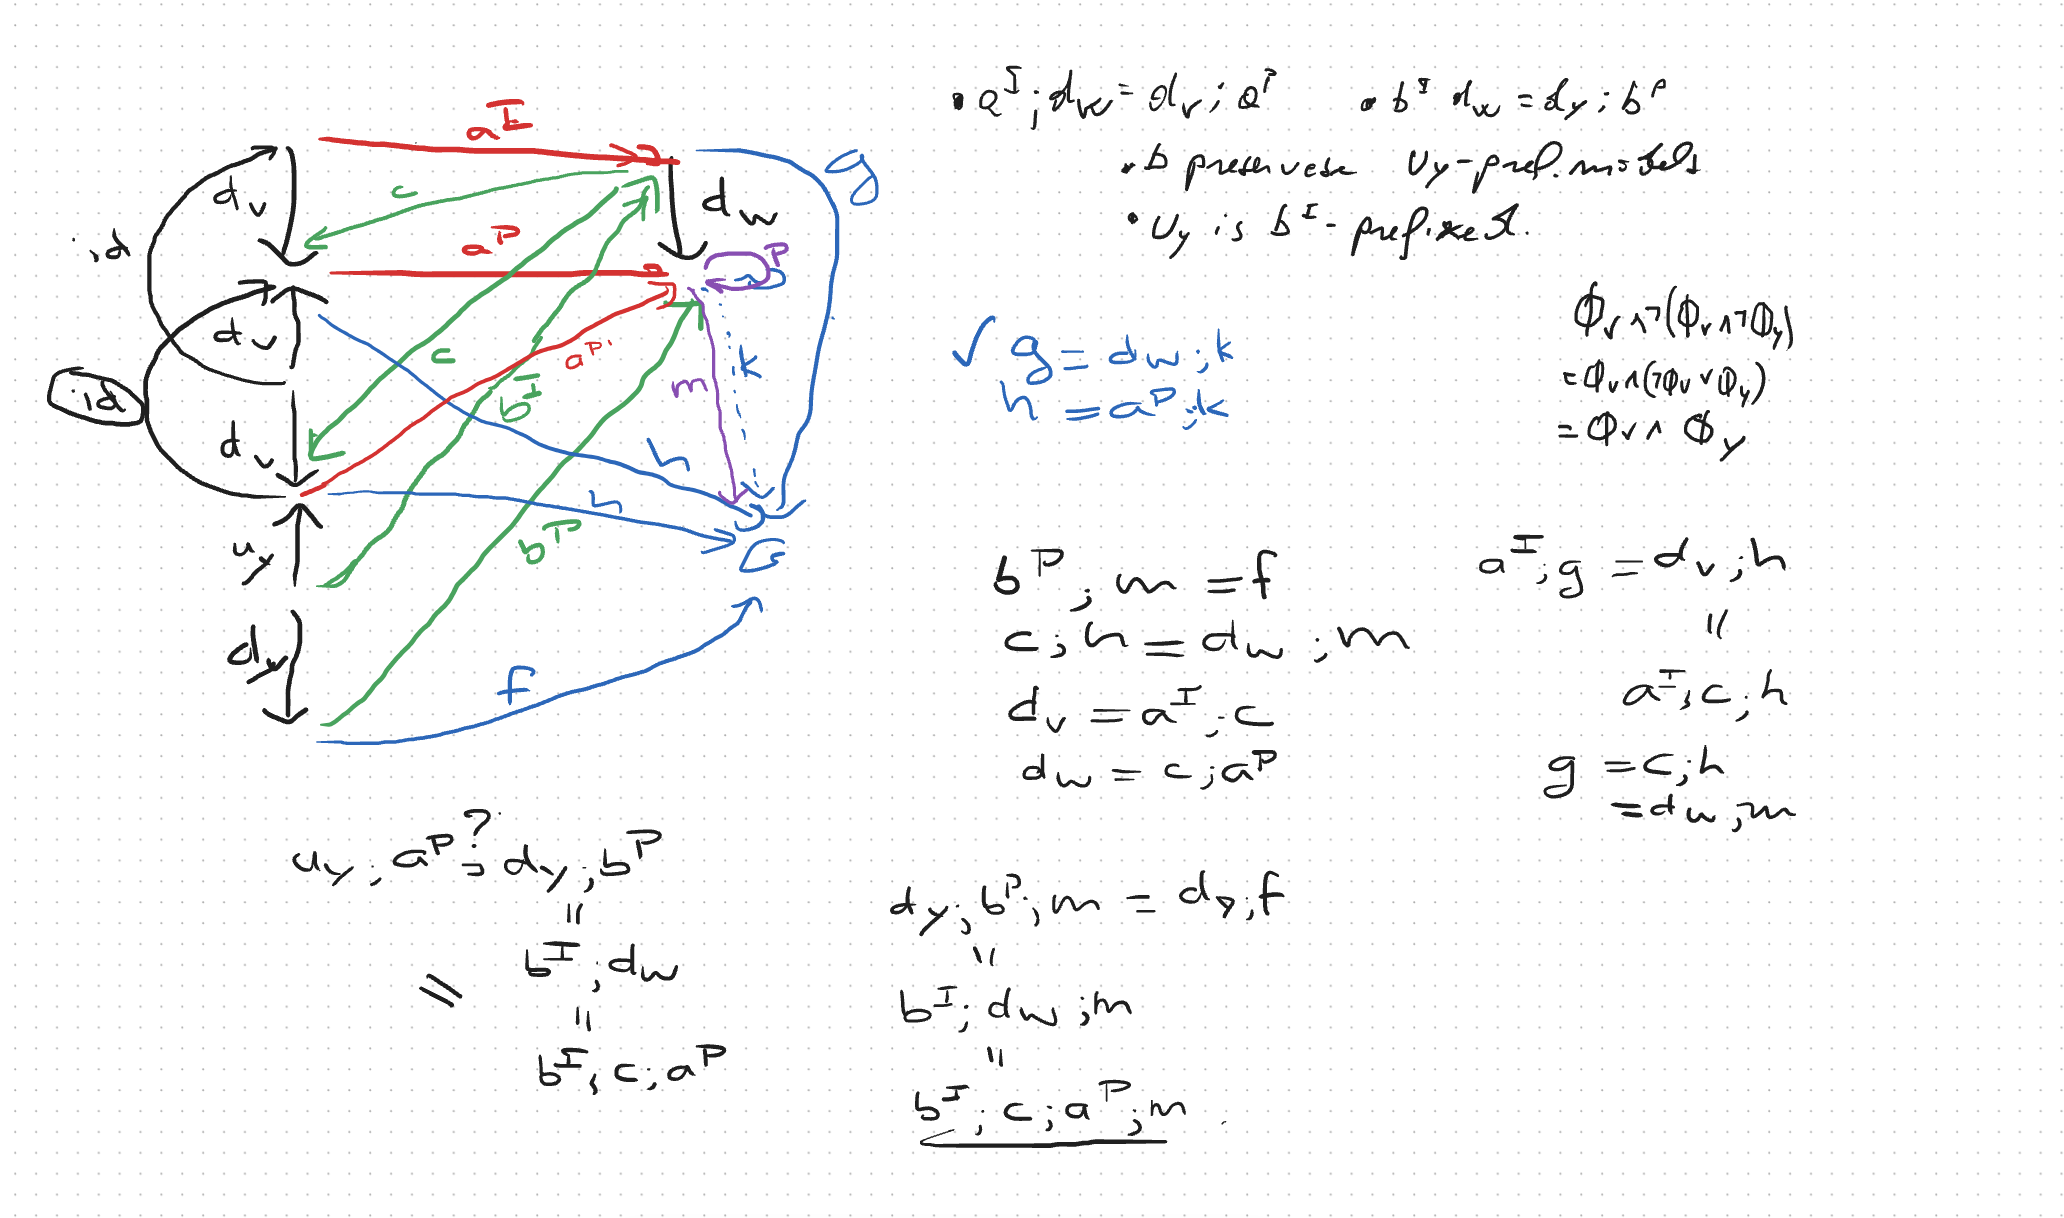 • a^I ; d_w = d_v ; a^P   • b^I d_w = d_y ; b^P
• b preserves u_y-pref. models
• u_y is b^I-prefixed.
a^I
g
d_v
c
d_w
id
a^P
P
d_v
c
a^P'
k
m
id
b^I
d_v
h
h
u_y
b^P
G
d_y
f
✓ g = d_w ; k
h = a^P ; k
ϕ_v ∧ ¬(ϕ_v ∧ ¬ϕ_y)
= ϕ_v ∧ (¬ϕ_v ∨ ϕ_y)
= ϕ_v ∧ ϕ_y
b^P ; m = f
c ; h = d_w ; m
d_v = a^I ; c
d_w = c ; a^P
a^I ; g = d_v ; h
=
a^I ; c ; h
g = c ; h
= d_w ; m
u_y ; a^P =? d_y ; b^P
=
b^I ; d_w
=
=
b^I ; c ; a^P
d_y ; b^P ; m = d_y ; f
=
b^I ; d_w ; m
=
b^I ; c ; a^P ; m